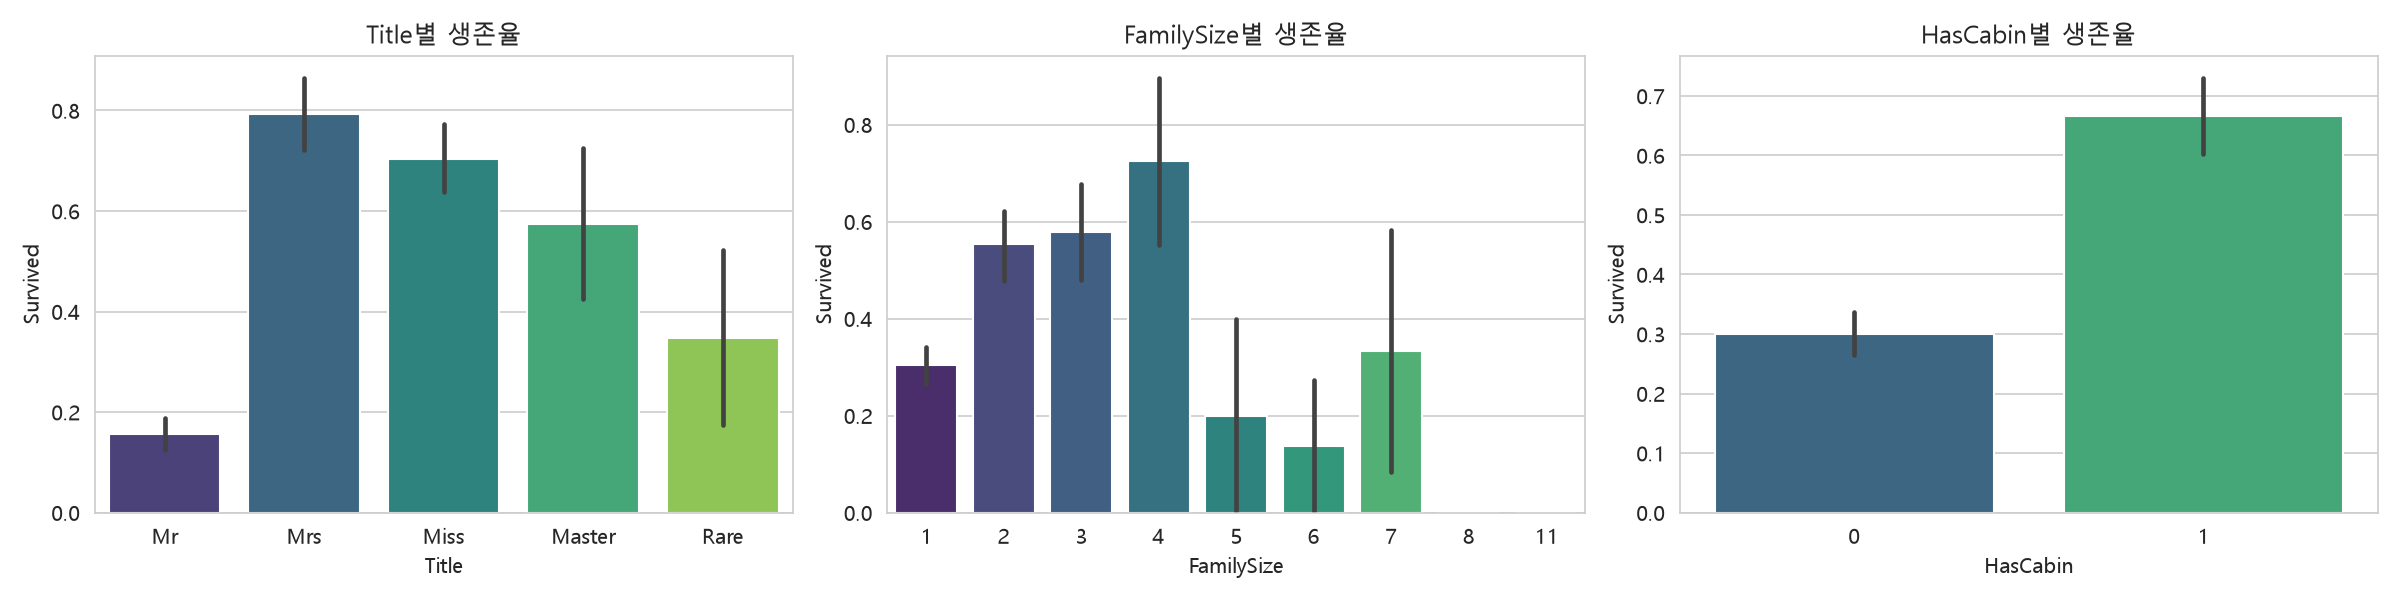 Title별 생존율
0.8
0.6
0.4
0.2
0.0
Survived
Mr Mrs Miss Master Rare
Title
FamilySize별 생존율
0.8
0.6
0.4
0.2
0.0
Survived
1 2 3 4 5 6 7 8 11
FamilySize
HasCabin별 생존율
0.7
0.6
0.5
0.4
0.3
0.2
0.1
0.0
Survived
0 1
HasCabin